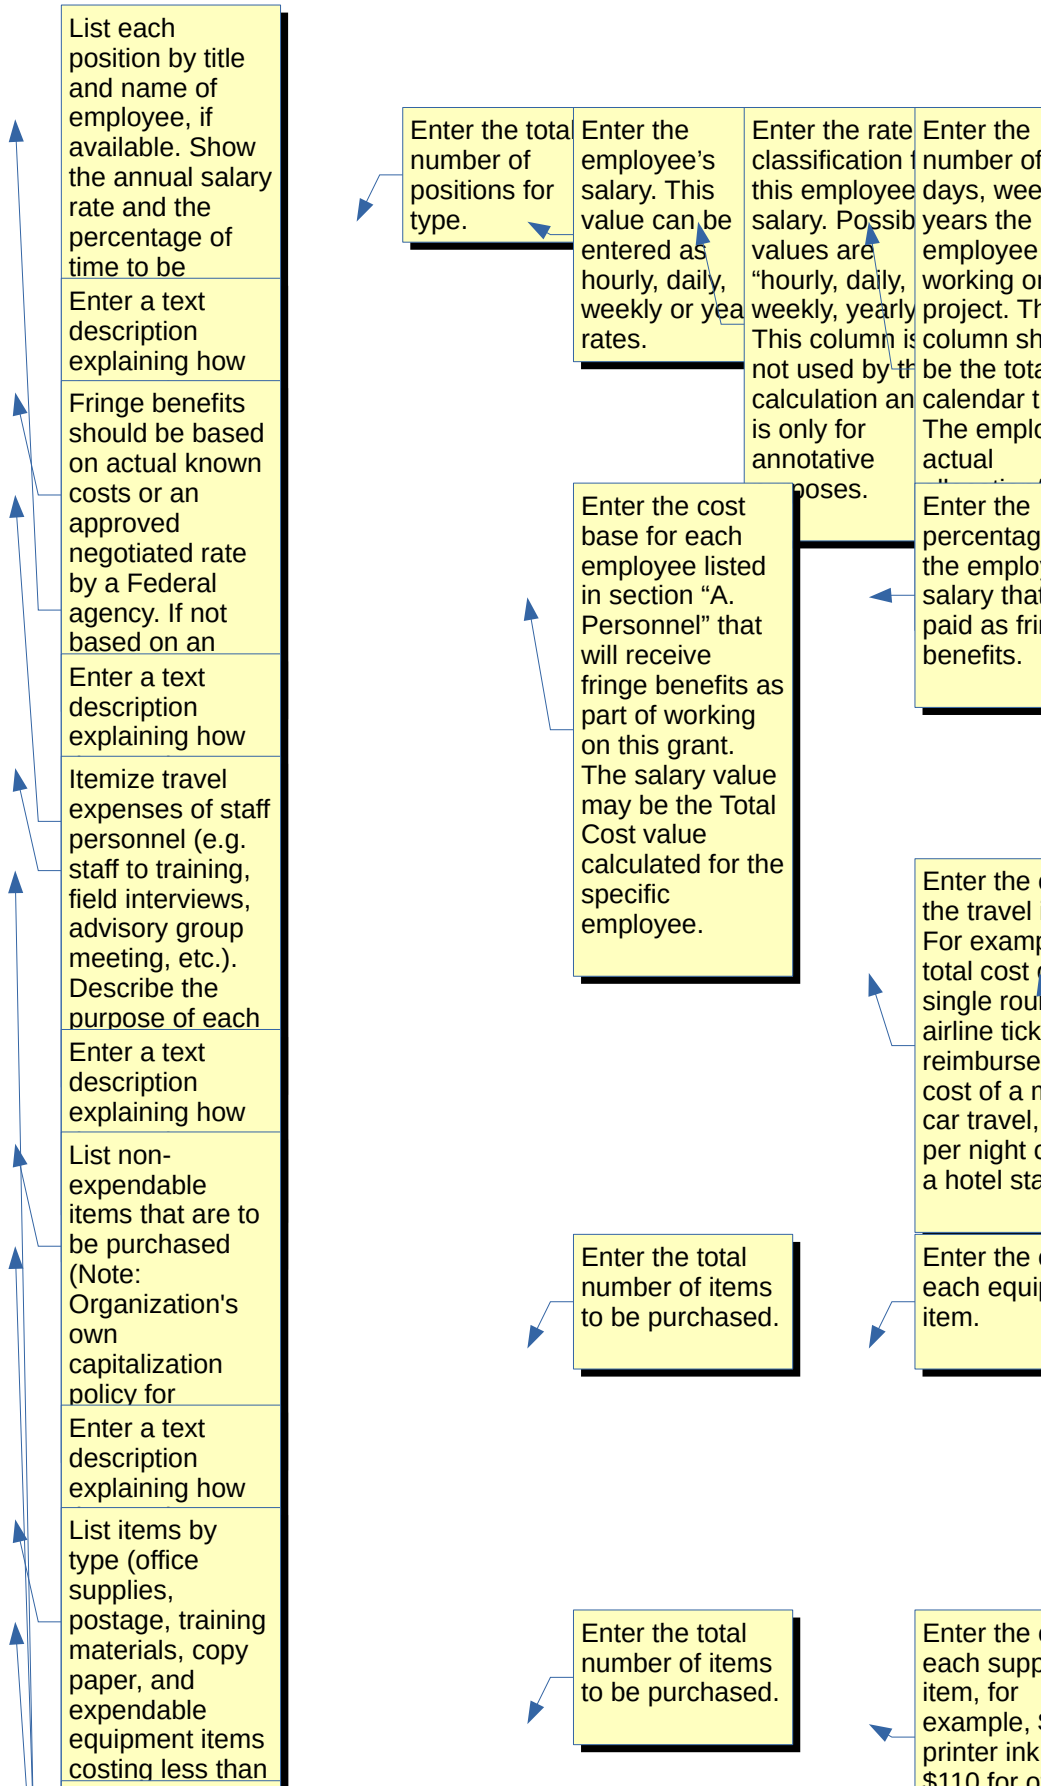 List each
position by title
and name of
employee, if
available. Show
the annual salary
rate and the
percentage of
time to be
Enter a text
description
explaining how
Fringe benefits
should be based
on actual known
costs or an
approved
negotiated rate
by a Federal
agency. If not
based on an
Enter a text
description
explaining how
Itemize travel
expenses of staff
personnel (e.g.
staff to training,
field interviews,
advisory group
meeting, etc.).
Describe the
purpose of each
Enter a text
description
explaining how
List non-
expendable
items that are to
be purchased
(Note:
Organization's
own
capitalization
policy for
Enter a text
description
explaining how
List items by
type (office
supplies,
postage, training
materials, copy
paper, and
expendable
equipment items
costing less than
Enter the total
number of
positions for
type.
Enter the
employee’s
salary. This
value can be
entered as
hourly, daily,
weekly or yea
rates.
Enter the rate
classification f
this employee
salary. Possib
values are
“hourly, daily,
weekly, yearly
This column is
not used by th
calculation an
is only for
annotative
poses.
Enter the
number of
days, wee
years the
employee
working or
project. Th
column sh
be the tota
calendar t
The emplo
actual
Enter the cost
base for each
employee listed
in section “A.
Personnel” that
will receive
fringe benefits as
part of working
on this grant.
The salary value
may be the Total
Cost value
calculated for the
specific
employee.
Enter the
percentag
the employ
salary that
paid as frin
benefits.
Enter the
the travel i
For examp
total cost
single rou
airline tick
reimburse
cost of a m
car travel,
per night
a hotel sta
Enter the total
number of items
to be purchased.
Enter the
each equip
item.
Enter the total
number of items
to be purchased.
Enter the
each supp
item, for
example,
printer ink
$110 for o